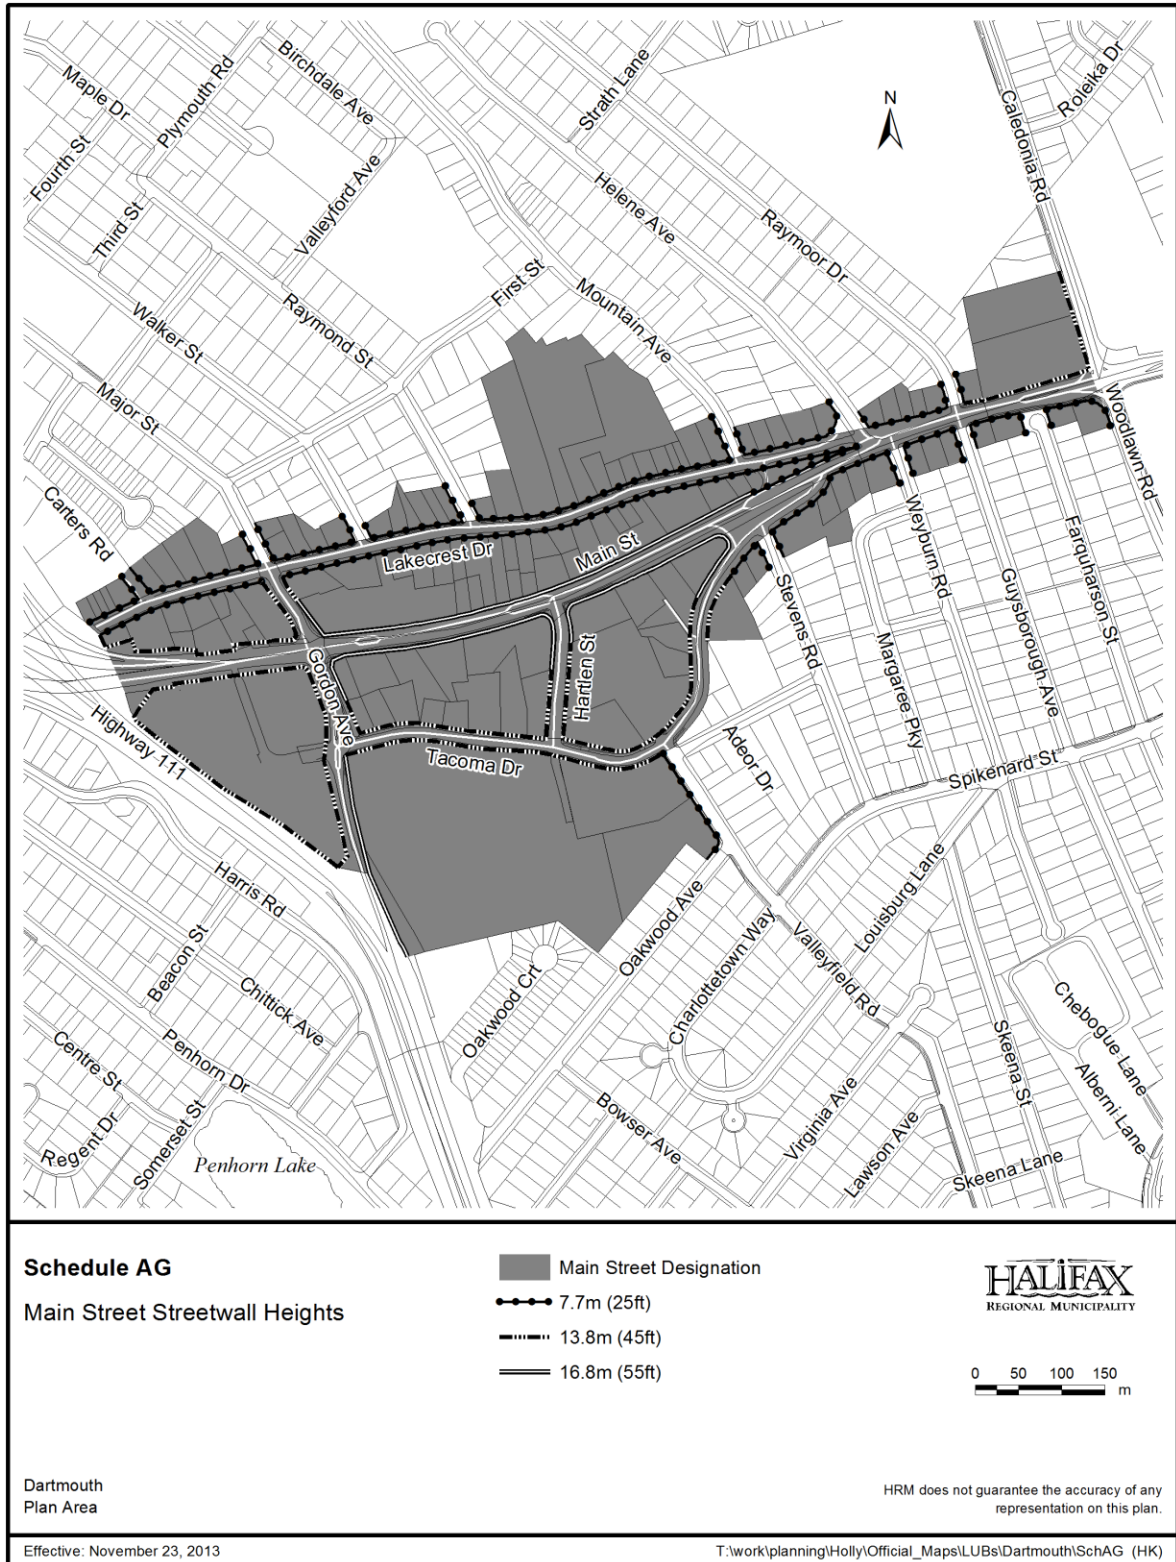 Birchdale Ave
Maple Dr
Plymouth Rd
Strath Lane
Roleika Dr
Caledonia Rd
N
Fourth St
Third St
Valleyford Ave
Helene Ave
Raymoor Dr
First St
Raymond St
Walker St
Mountain Ave
Major St
Carters Rd
Woodlawn Rd
Lakecrest Dr
Main St
Weyburn Rd
Farquharson St
Guysborough Ave
Stevens Rd
Margaree Pky
Hartlen St
Gordon Ave
Highway 111
Tacoma Dr
Adeor Dr
Spikenard St
Harris Rd
Louisburg Lane
Oakwood Ave
Beacon St
Charlottetown Way
Valleyfield Rd
Chittick Ave
Oakwood Crt
Chebogue Lane
Centre St
Penhorn Dr
Skeena St
Alberni Lane
Bowser Ave
Virginia Ave
Lawson Ave
Regent Dr
Somerset St
Penhorn Lake
Skeena Lane
Schedule AG
Main Street Streetwall Heights
Main Street Designation
7.7m (25ft)
13.8m (45ft)
16.8m (55ft)
HALIFAX
REGIONAL MUNICIPALITY
0 50 100 150
m
Dartmouth
Plan Area
HRM does not guarantee the accuracy of any
representation on this plan.
Effective: November 23, 2013
T:\work\planning\Holly\Official_Maps\LUBs\Dartmouth\SchAG (HK)